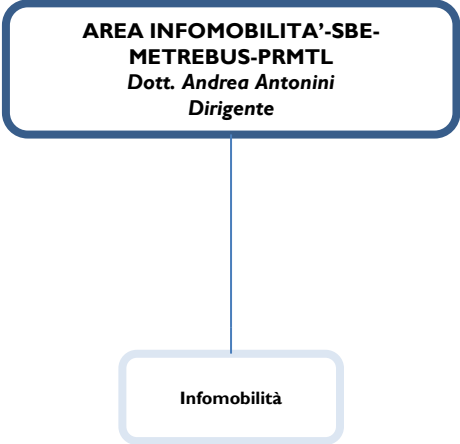 AREA INFOMOBILITA’-SBE-
METREBUS-PRMTL
Dott. Andrea Antonini
Dirigente
Infomobilità